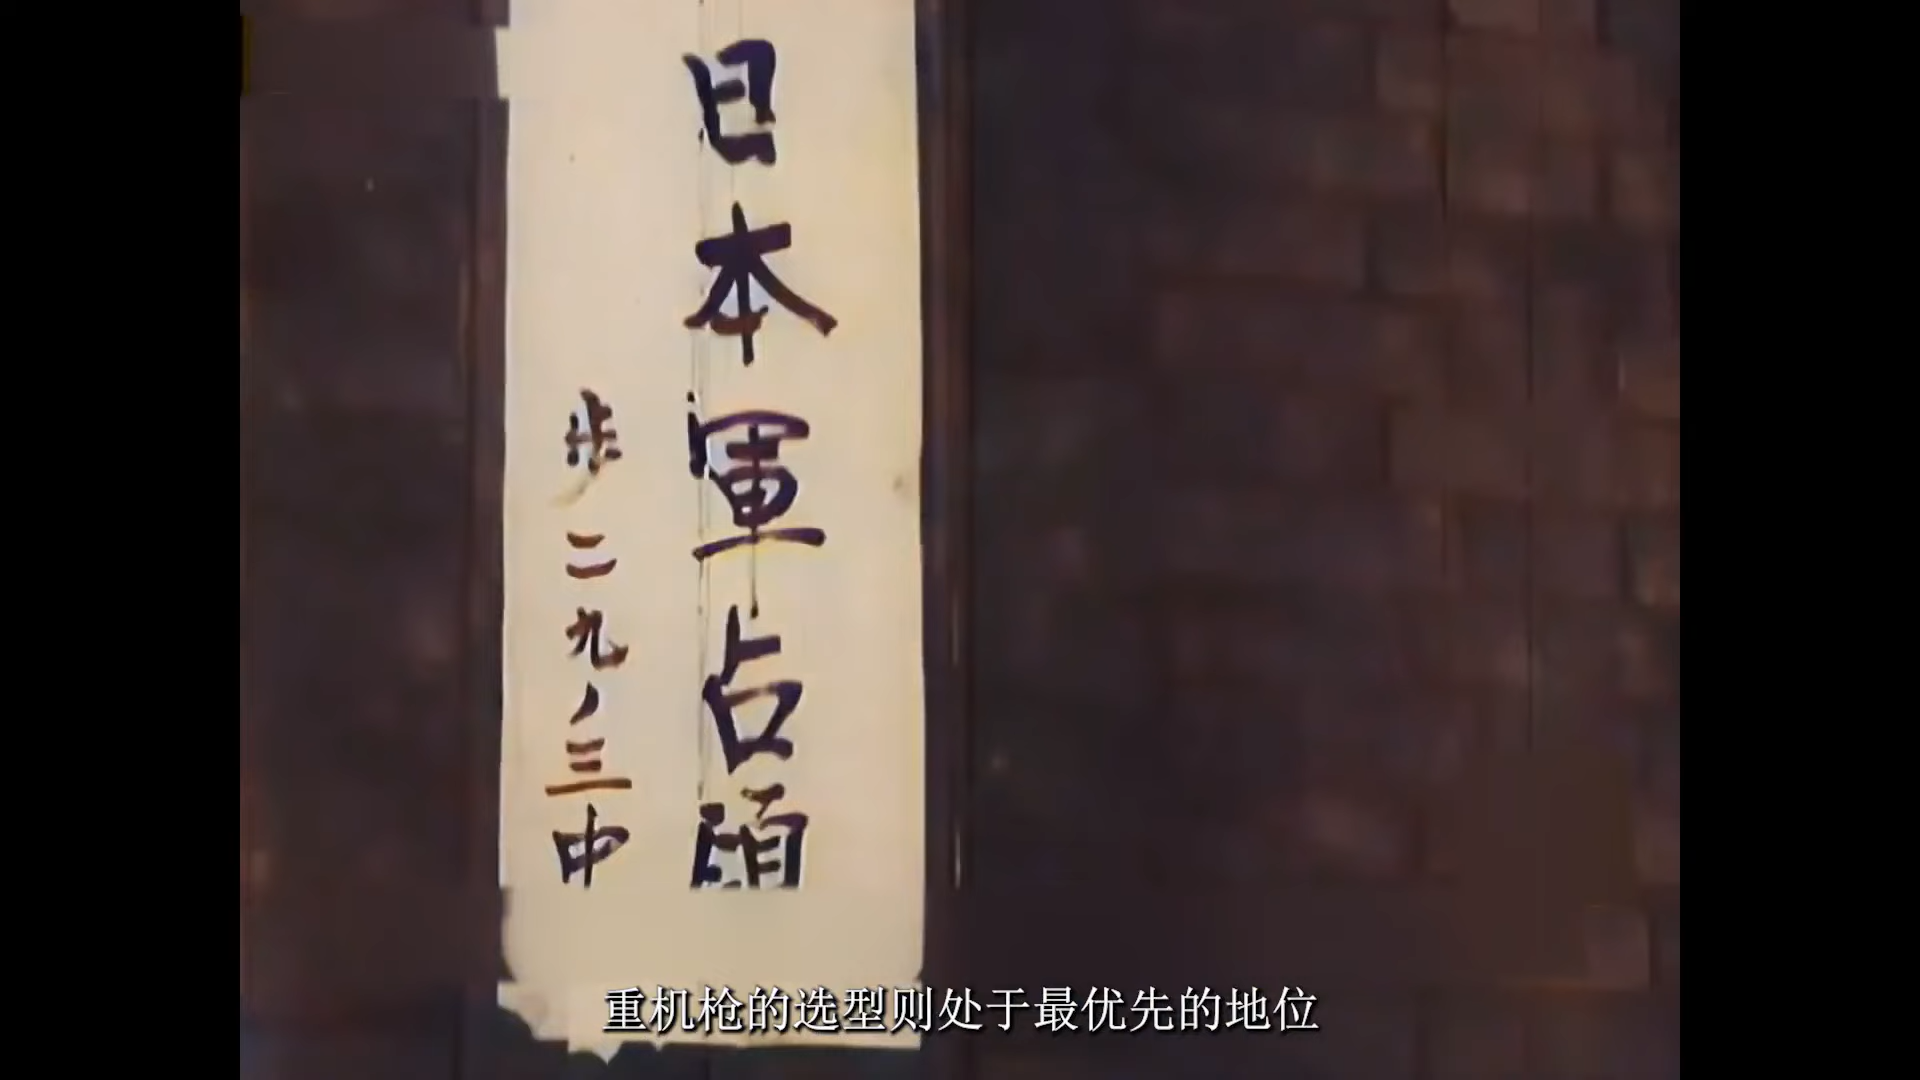 日本軍占領
歩二九ノ三中
重机枪的选型则处于最优先的地位